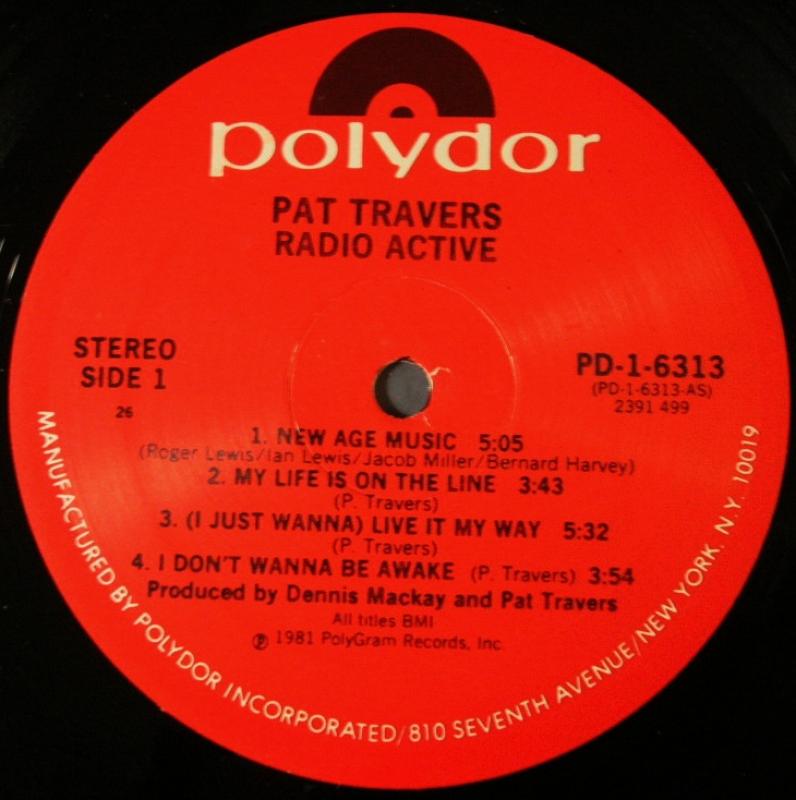 polydor
PAT TRAVERS
RADIO ACTIVE
STEREO
SIDE 1
26
PD-1-6313
(PD-1-6313-AS)
2391 499
1. NEW AGE MUSIC 5:05
(Roger Lewis/Ian Lewis/Jacob Miller/Bernard Harvey)
2. MY LIFE IS ON THE LINE 3:43
(P. Travers)
3. (I JUST WANNA) LIVE IT MY WAY 5:32
(P. Travers)
4. I DON'T WANNA BE AWAKE (P. Travers) 3:54
Produced by Dennis Mackay and Pat Travers
All titles BMI
℗ 1981 PolyGram Records, Inc.
MANUFACTURED BY POLYDOR INCORPORATED/810 SEVENTH AVENUE/NEW YORK. N.Y. 10019